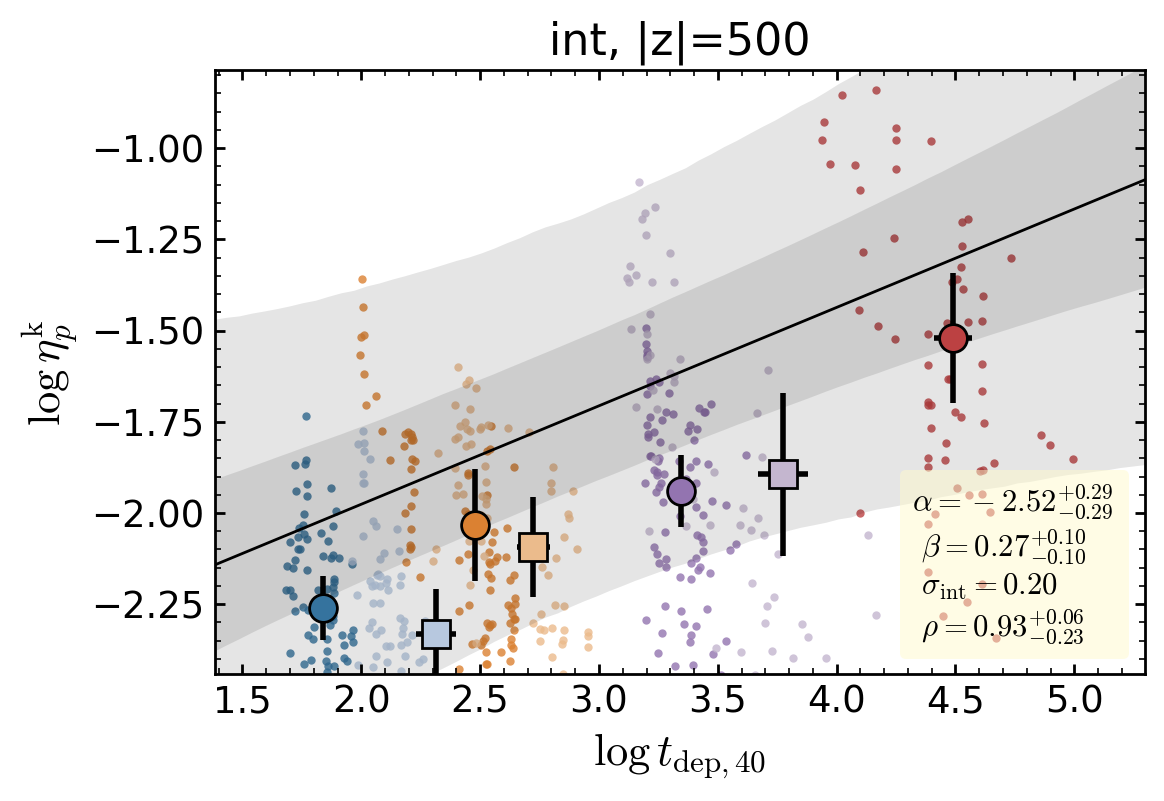 int, |z|=500
−1.00
−1.25
−1.50
−1.75
−2.00
−2.25
log η_p^k
1.5 2.0 2.5 3.0 3.5 4.0 4.5 5.0
log t_dep, 40
α = − 2.52^{+0.29}_{−0.29}
β = 0.27^{+0.10}_{−0.10}
σ_int = 0.20
ρ = 0.93^{+0.06}_{−0.23}